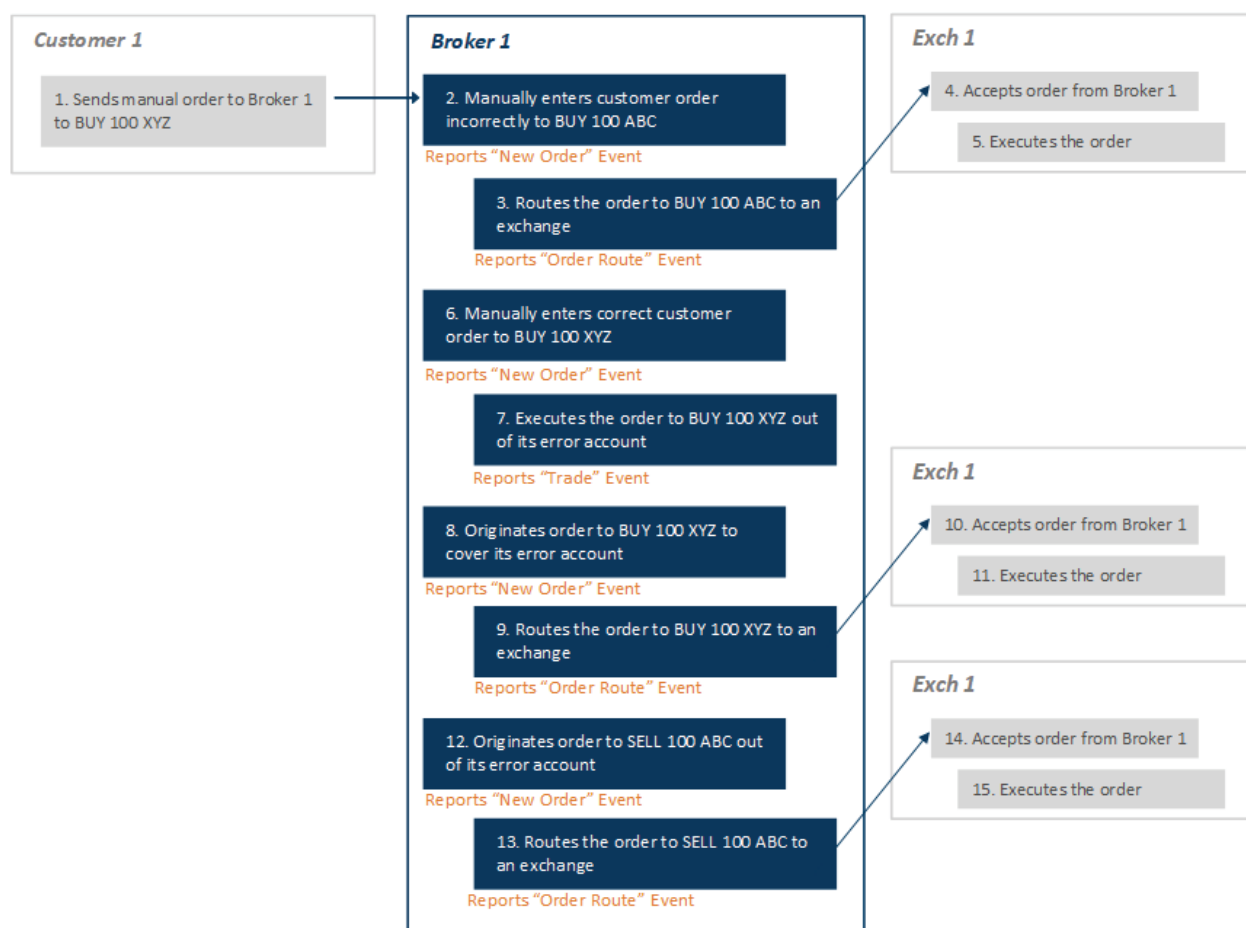 Customer 1
1. Sends manual order to Broker 1
to BUY 100 XYZ
Broker 1
2. Manually enters customer order
incorrectly to BUY 100 ABC
Reports “New Order” Event
3. Routes the order to BUY 100 ABC to an
exchange
Reports “Order Route” Event
Exch 1
4. Accepts order from Broker 1
5. Executes the order
6. Manually enters correct customer
order to BUY 100 XYZ
Reports “New Order” Event
7. Executes the order to BUY 100 XYZ out
of its error account
Reports “Trade” Event
8. Originates order to BUY 100 XYZ to
cover its error account
Reports “New Order” Event
9. Routes the order to BUY 100 XYZ to an
exchange
Reports “Order Route” Event
Exch 1
10. Accepts order from Broker 1
11. Executes the order
12. Originates order to SELL 100 ABC out
of its error account
Reports “New Order” Event
13. Routes the order to SELL 100 ABC to
an exchange
Reports “Order Route” Event
Exch 1
14. Accepts order from Broker 1
15. Executes the order